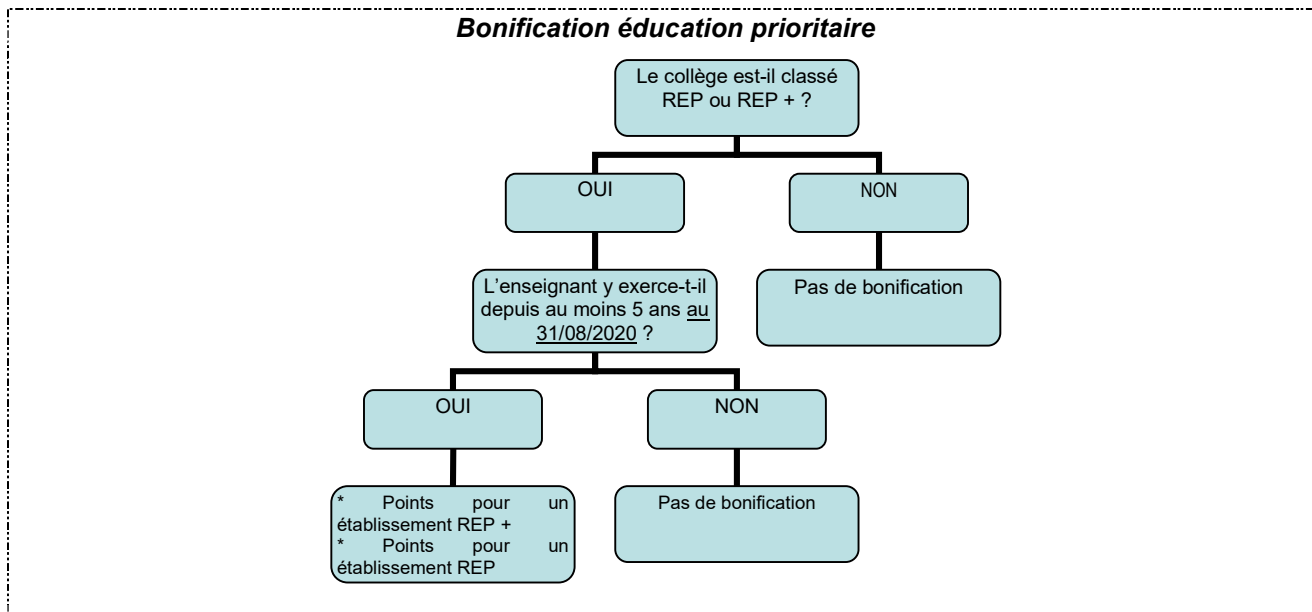 Bonification éducation prioritaire
Le collège est-il classé
REP ou REP + ?
OUI
NON
L'enseignant y exerce-t-il
depuis au moins 5 ans au
31/08/2020 ?
Pas de bonification
OUI
NON
* Points pour un
établissement REP +
* Points pour un
établissement REP
Pas de bonification